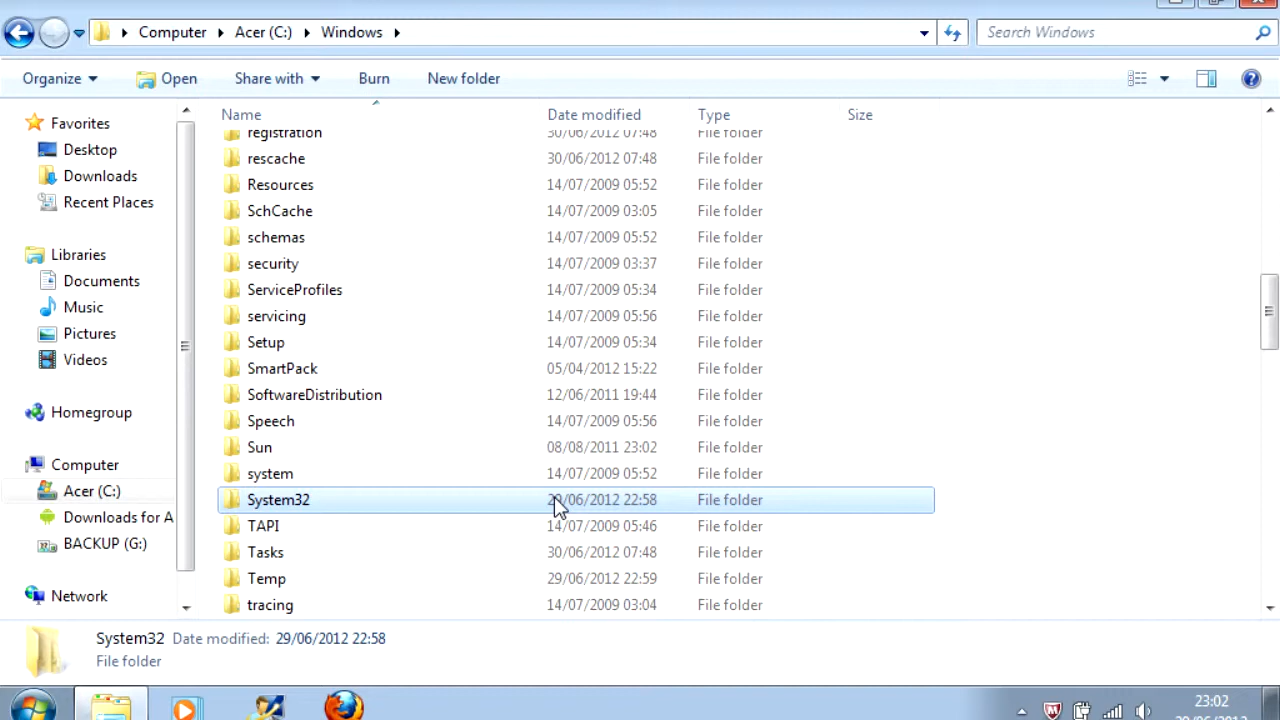 Computer Acer (C:) Windows Search Windows
Organize Open Share with Burn New folder
Name Date modified Type Size
Favorites
Desktop
Downloads
Recent Places
Libraries
Documents
Music
Pictures
Videos
Homegroup
Computer
Acer (C:)
Downloads for A
BACKUP (G:)
Network
registration 30/06/2012 07:48 File folder
rescache 30/06/2012 07:48 File folder
Resources 14/07/2009 05:52 File folder
SchCache 14/07/2009 03:05 File folder
schemas 14/07/2009 05:52 File folder
security 14/07/2009 03:37 File folder
ServiceProfiles 14/07/2009 05:34 File folder
servicing 14/07/2009 05:56 File folder
Setup 14/07/2009 05:34 File folder
SmartPack 05/04/2012 15:22 File folder
SoftwareDistribution 12/06/2011 19:44 File folder
Speech 14/07/2009 05:56 File folder
Sun 08/08/2011 23:02 File folder
system 14/07/2009 05:52 File folder
System32 29/06/2012 22:58 File folder
TAPI 14/07/2009 05:46 File folder
Tasks 30/06/2012 07:48 File folder
Temp 29/06/2012 22:59 File folder
tracing 14/07/2009 03:04 File folder
System32 Date modified: 29/06/2012 22:58
File folder
23:02